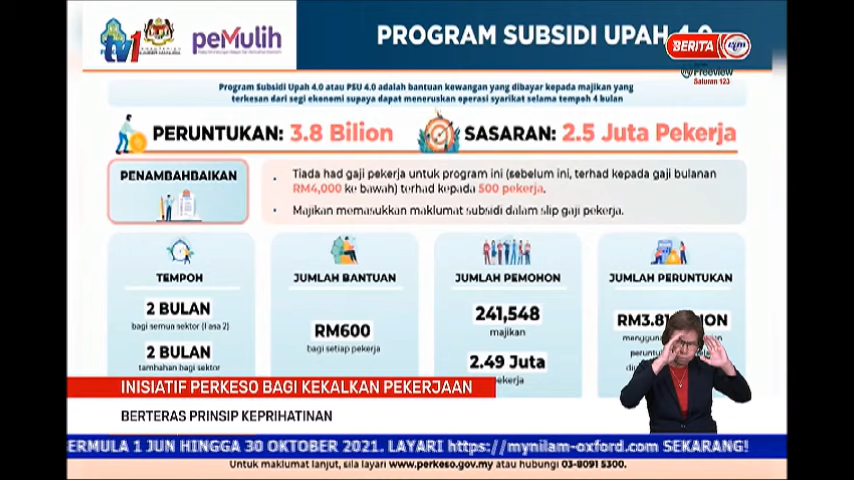 tv1
peMulih
PROGRAM SUBSIDI UPAH 4.0
BERITA rtm
MyFreeview
Saluran 123
Program Subsidi Upah 4.0 atau PSU 4.0 adalah bantuan kewangan yang dibayar kepada majikan yang
terkesan dari segi ekonomi supaya dapat meneruskan operasi syarikat selama tempoh 4 bulan
PERUNTUKAN: 3.8 Bilion
SASARAN: 2.5 Juta Pekerja
PENAMBAHBAIKAN
• Tiada had gaji pekerja untuk program ini (sebelum ini, terhad kepada gaji bulanan
RM4,000 ke bawah) terhad kepada 500 pekerja.
• Majikan memasukkan maklumat subsidi dalam slip gaji pekerja.
TEMPOH
2 BULAN
bagi semua sektor (Fasa 2)
2 BULAN
tambahan bagi sektor
JUMLAH BANTUAN
RM600
bagi setiap pekerja
JUMLAH PEMOHON
241,548
majikan
2.49 Juta
JUMLAH PERUNTUKAN
RM3.81
INISIATIF PERKESO BAGI KEKALKAN PEKERJAAN
BERTERAS PRINSIP KEPRIHATINAN
ERMULA 1 JUN HINGGA 30 OKTOBER 2021. LAYARI https://mynilam-oxford.com SEKARANG!
Untuk maklumat lanjut, sila layari www.perkeso.gov.my atau hubungi 03-8091 5300.